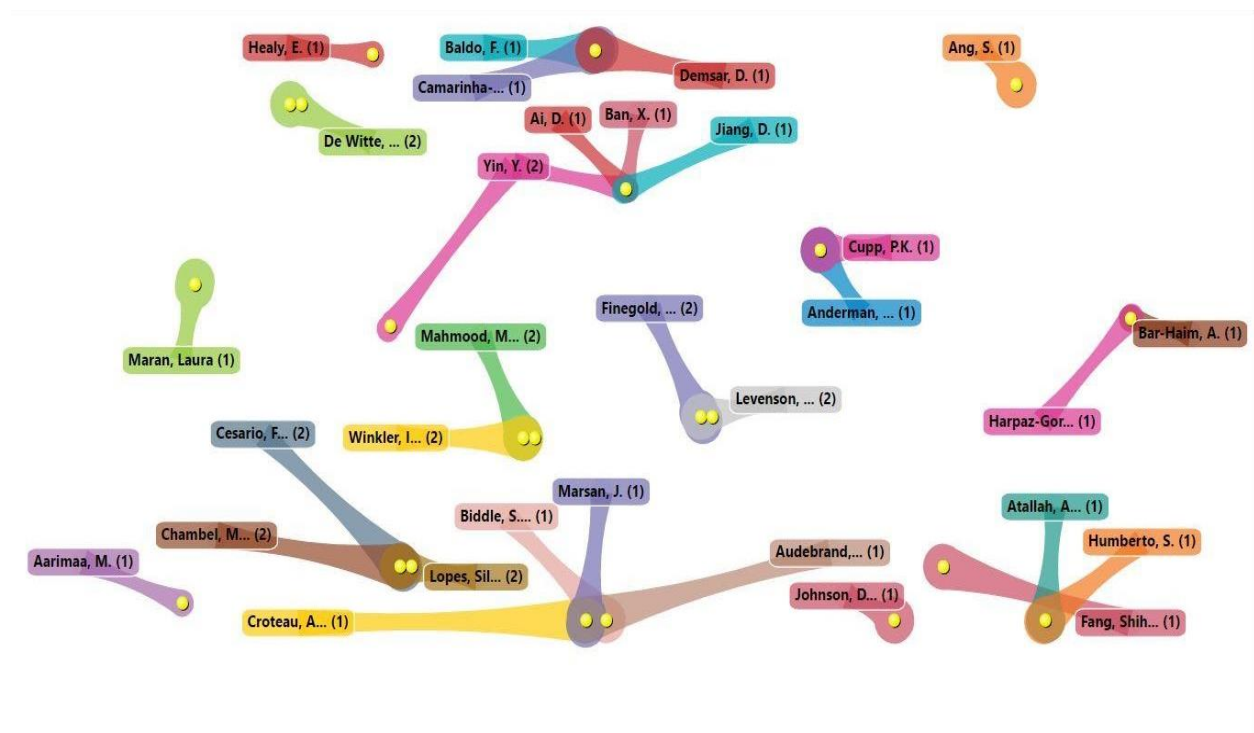 Healy, E. (1)
Baldo, F. (1)
Ang, S. (1)
Demsar, D. (1)
Camarinha-... (1)
Ai, D. (1)
Ban, X. (1)
Jiang, D. (1)
De Witte, ... (2)
Yin, Y. (2)
Cupp, P.K. (1)
Finegold, ... (2)
Anderman, ... (1)
Mahmood, M... (2)
Bar-Haim, A. (1)
Maran, Laura (1)
Levenson, ... (2)
Harpaz-Gor... (1)
Cesario, F... (2)
Winkler, I... (2)
Marsan, J. (1)
Atallah, A... (1)
Biddle, S.... (1)
Chambel, M... (2)
Humberto, S. (1)
Audebrand,... (1)
Aarimaa, M. (1)
Lopes, Sil... (2)
Johnson, D... (1)
Croteau, A... (1)
Fang, Shih... (1)